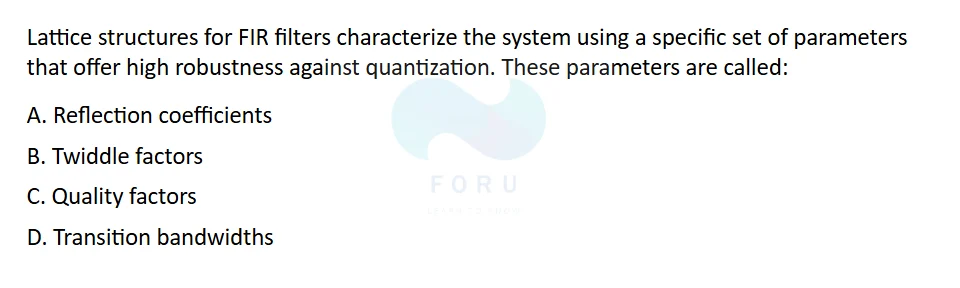 Lattice structures for FIR filters characterize the system using a specific set of parameters
that offer high robustness against quantization. These parameters are called:
A. Reflection coefficients
B. Twiddle factors
C. Quality factors
D. Transition bandwidths
FORU